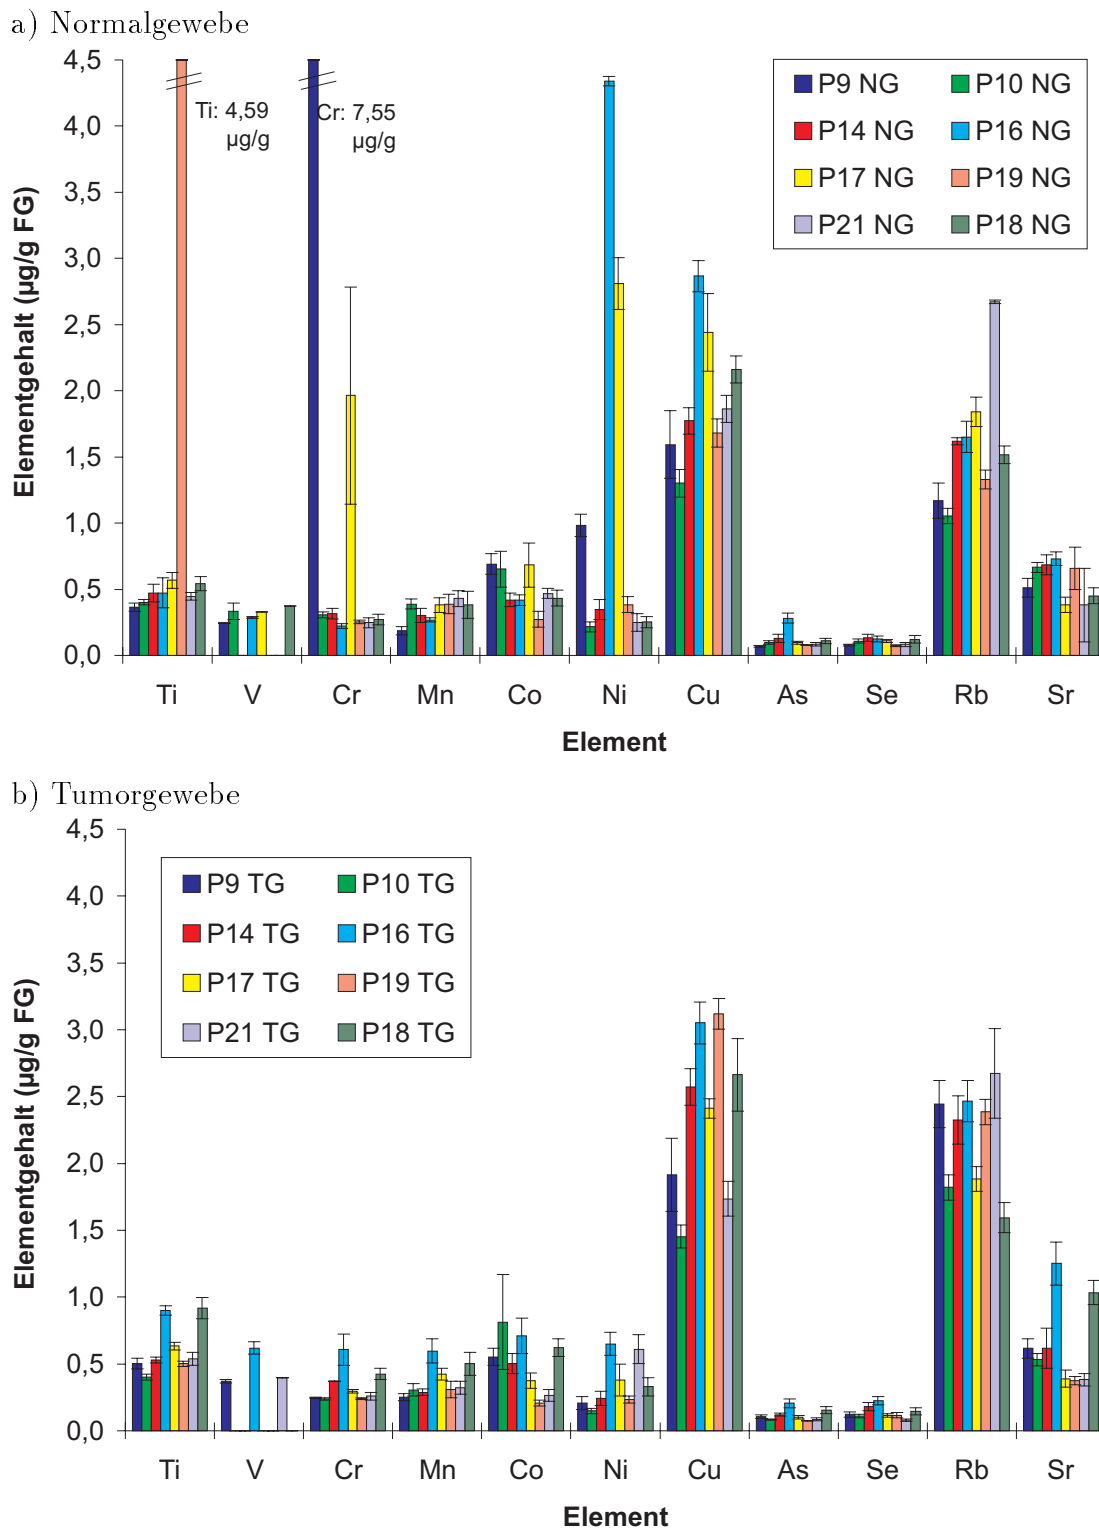 a) Normalgewebe
4,5
4,0
3,5
3,0
2,5
2,0
1,5
1,0
0,5
0,0
Elementgehalt (µg/g FG)
Ti: 4,59
µg/g
Cr: 7,55
µg/g
P9 NG P10 NG
P14 NG P16 NG
P17 NG P19 NG
P21 NG P18 NG
Ti V Cr Mn Co Ni Cu As Se Rb Sr
Element
b) Tumorgewebe
4,5
4,0
3,5
3,0
2,5
2,0
1,5
1,0
0,5
0,0
Elementgehalt (µg/g FG)
P9 TG P10 TG
P14 TG P16 TG
P17 TG P19 TG
P21 TG P18 TG
Ti V Cr Mn Co Ni Cu As Se Rb Sr
Element